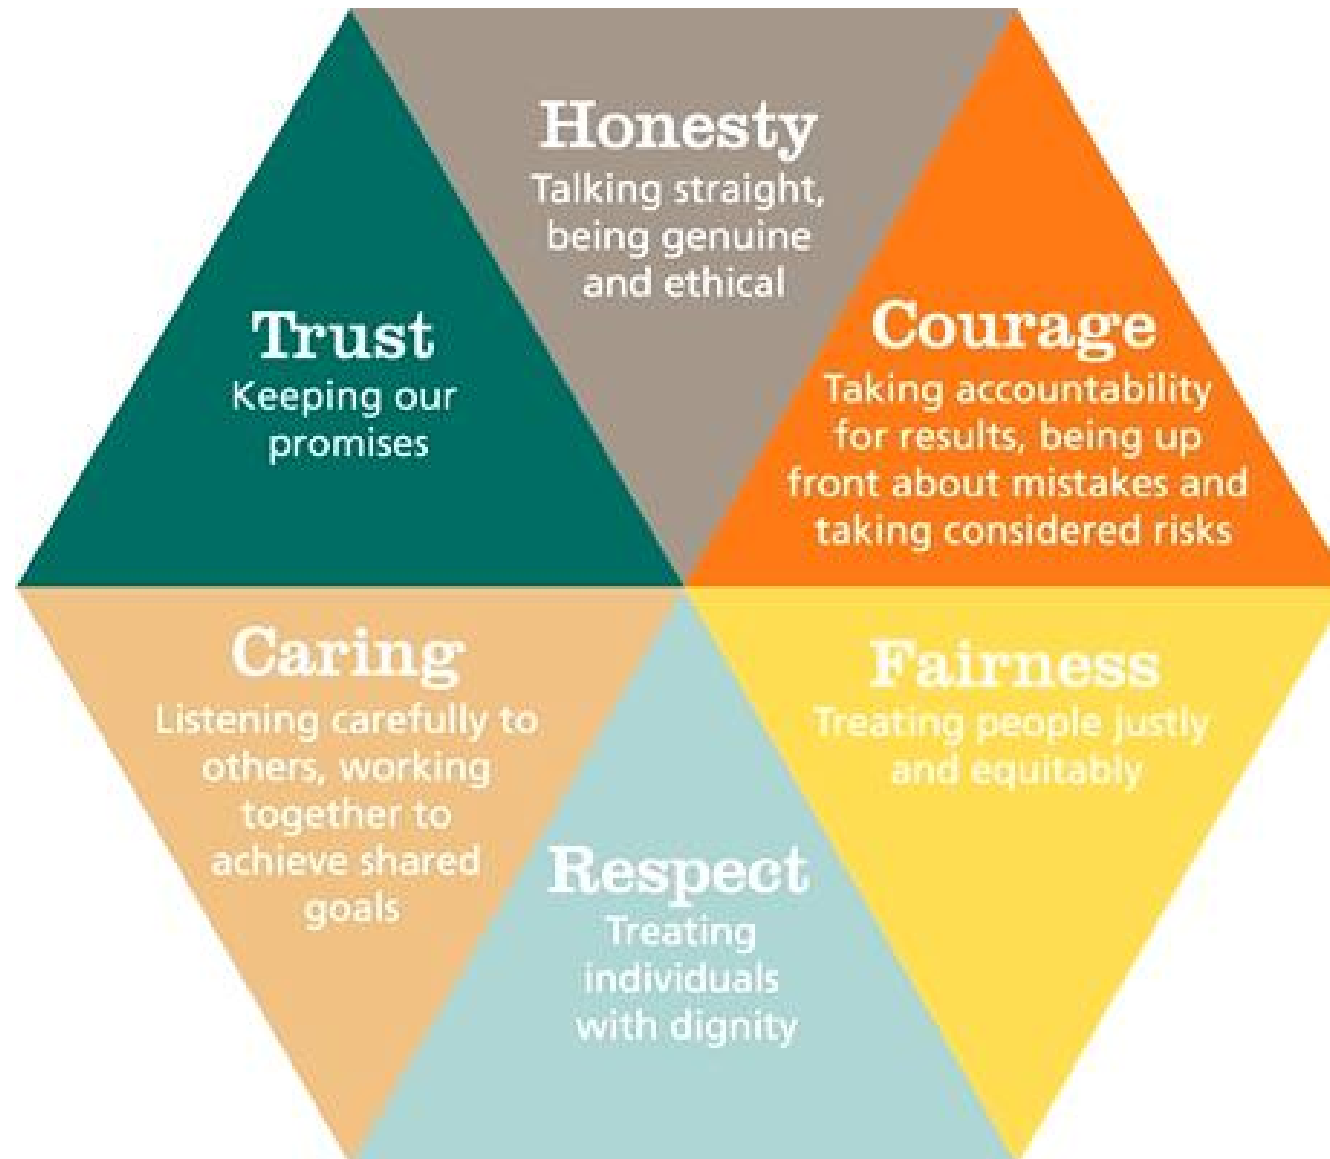 Honesty
Talking straight,
being genuine
and ethical
Courage
Taking accountability
for results, being up
front about mistakes and
taking considered risks
Trust
Keeping our
promises
Caring
Listening carefully to
others, working
together to
achieve shared
goals
Respect
Treating
individuals
with dignity
Fairness
Treating people justly
and equitably